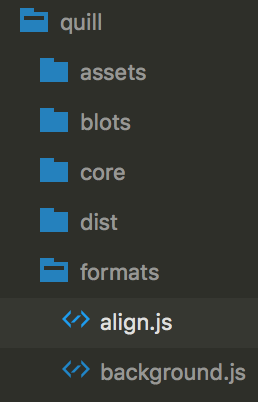 quill
assets
blots
core
dist
formats
align.js
background.js